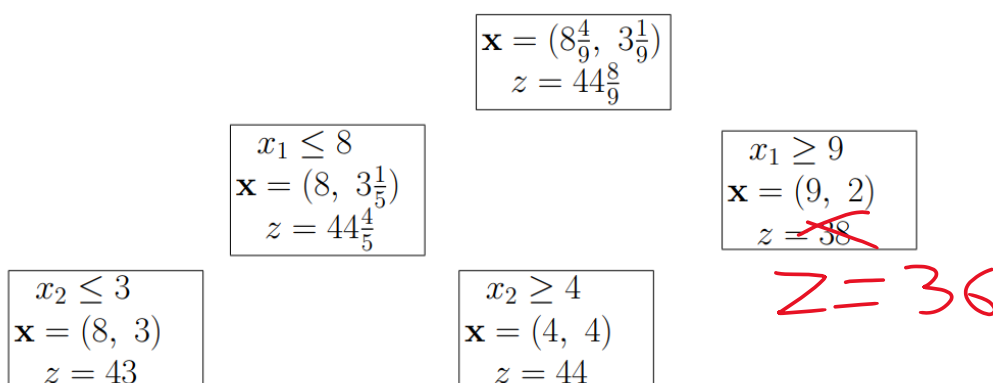 x = (8 4/9, 3 1/9)
z = 44 8/9
x₁ ≤ 8
x = (8, 3 1/5)
z = 44 4/5
x₁ ≥ 9
x = (9, 2)
z = 38
z = 36
x₂ ≤ 3
x = (8, 3)
z = 43
x₂ ≥ 4
x = (4, 4)
z = 44